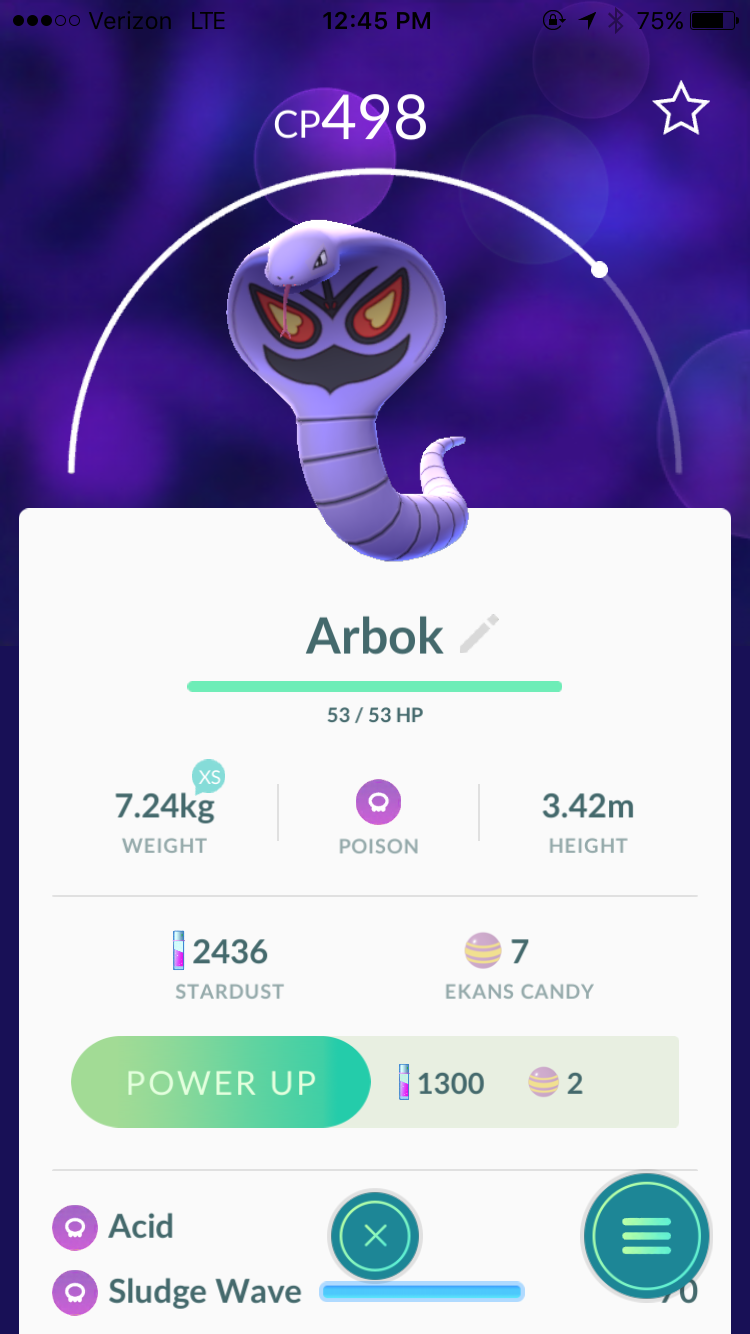 Verizon LTE 12:45 PM 75%
CP498
Arbok
53 / 53 HP
XS
7.24kg 3.42m
WEIGHT POISON HEIGHT
2436 7
STARDUST EKANS CANDY
POWER UP 1300 2
Acid
Sludge Wave 70